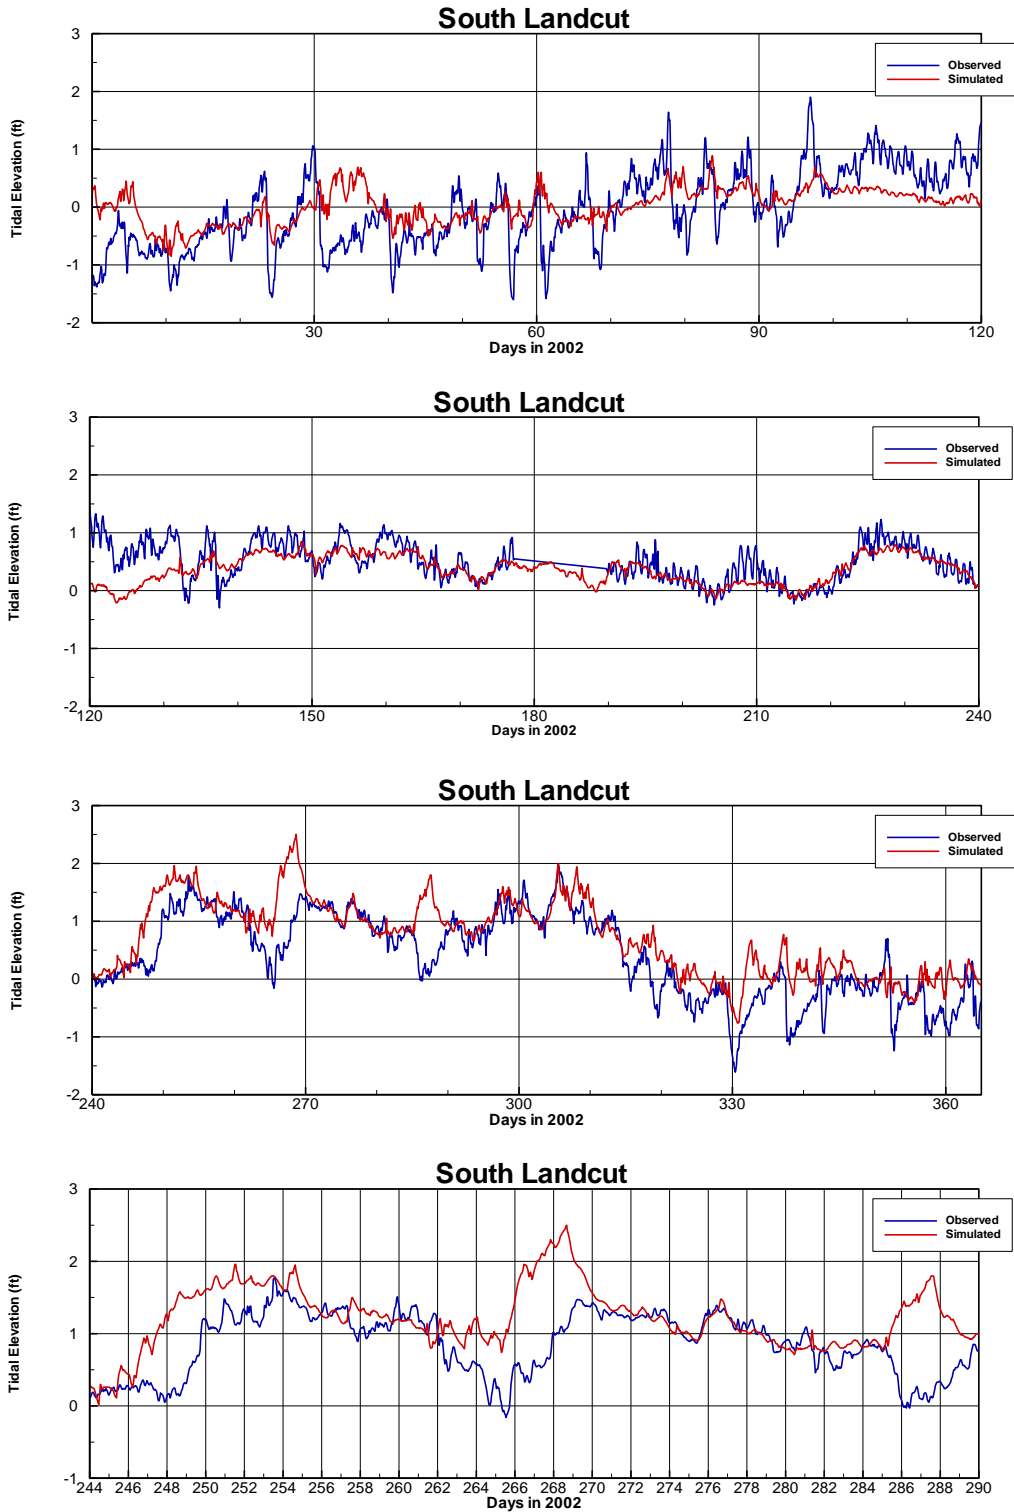 South Landcut
3
2
1
0
-1
-2
Tidal Elevation (ft)
Observed
Simulated
30
60
90
120
Days in 2002
South Landcut
3
2
1
0
-1
-2
Tidal Elevation (ft)
Observed
Simulated
120
150
180
210
240
Days in 2002
South Landcut
3
2
1
0
-1
-2
Tidal Elevation (ft)
Observed
Simulated
240
270
300
330
360
Days in 2002
South Landcut
3
2
1
0
-1
Tidal Elevation (ft)
Observed
Simulated
244 246 248 250 252 254 256 258 260 262 264 266 268 270 272 274 276 278 280 282 284 286 288 290
Days in 2002